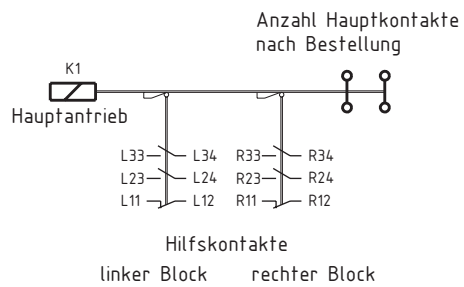 Anzahl Hauptkontakte
nach Bestellung
K1
Hauptantrieb
L33 L34 R33 R34
L23 L24 R23 R24
L11 L12 R11 R12
Hilfskontakte
linker Block rechter Block